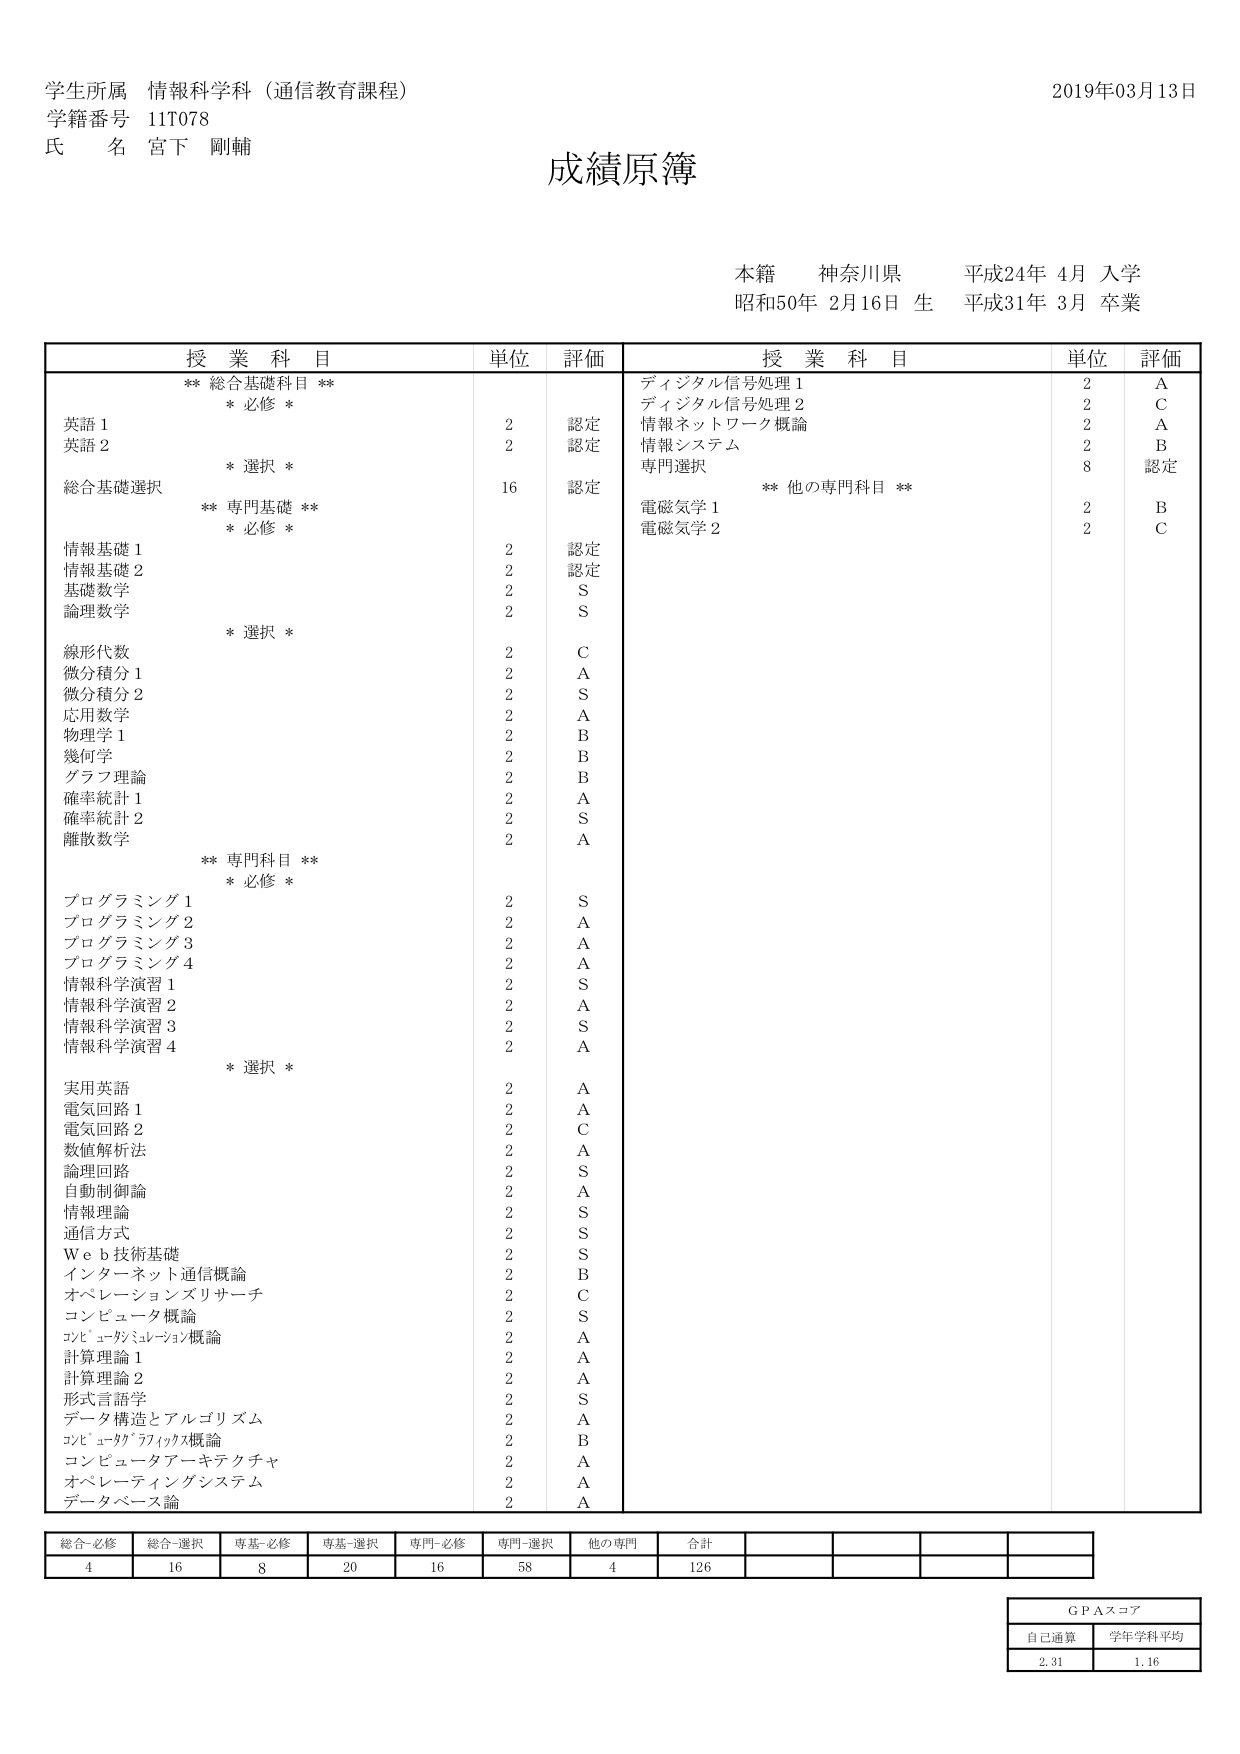 学生所属　情報科学科（通信教育課程）　2019年03月13日
学籍番号　11T078
氏　　名　宮下　剛輔
成績原簿
本籍　　神奈川県　　　平成24年 4月 入学
昭和50年 2月16日 生　平成31年 3月 卒業
授　業　科　目　単位　評価　授　業　科　目　単位　評価
** 総合基礎科目 **　ディジタル信号処理１　2　A
* 必修 *　ディジタル信号処理２　2　C
英語１　2　認定　情報ネットワーク概論　2　A
英語２　2　認定　情報システム　2　B
* 選択 *　専門選択　8　認定
総合基礎選択　16　認定　** 他の専門科目 **
** 専門基礎 **　電磁気学１　2　B
* 必修 *　電磁気学２　2　C
情報基礎１　2　認定
情報基礎２　2　認定
基礎数学　2　S
論理数学　2　S
* 選択 *
線形代数　2　C
微分積分１　2　A
微分積分２　2　S
応用数学　2　A
物理学１　2　B
幾何学　2　B
グラフ理論　2　B
確率統計１　2　A
確率統計２　2　S
離散数学　2　A
** 専門科目 **
* 必修 *
プログラミング１　2　S
プログラミング２　2　A
プログラミング３　2　A
プログラミング４　2　A
情報科学演習１　2　S
情報科学演習２　2　A
情報科学演習３　2　S
情報科学演習４　2　A
* 選択 *
実用英語　2　A
電気回路１　2　A
電気回路２　2　C
数値解析法　2　A
論理回路　2　S
自動制御論　2　A
情報理論　2　S
通信方式　2　S
Ｗｅｂ技術基礎　2　S
インターネット通信概論　2　B
オペレーションズリサーチ　2　C
コンピュータ概論　2　S
ｺﾝﾋﾟｭｰﾀｼﾐｭﾚｰｼｮﾝ概論　2　A
計算理論１　2　A
計算理論２　2　A
形式言語学　2　S
データ構造とアルゴリズム　2　A
ｺﾝﾋﾟｭｰﾀｸﾞﾗﾌｨｯｸｽ概論　2　B
コンピュータアーキテクチャ　2　A
オペレーティングシステム　2　A
データベース論　2　A
総合-必修　総合-選択　専基-必修　専基-選択　専門-必修　専門-選択　他の専門　合計
4　16　8　20　16　58　4　126
ＧＰＡスコア
自己通算　学年学科平均
2.31　1.16